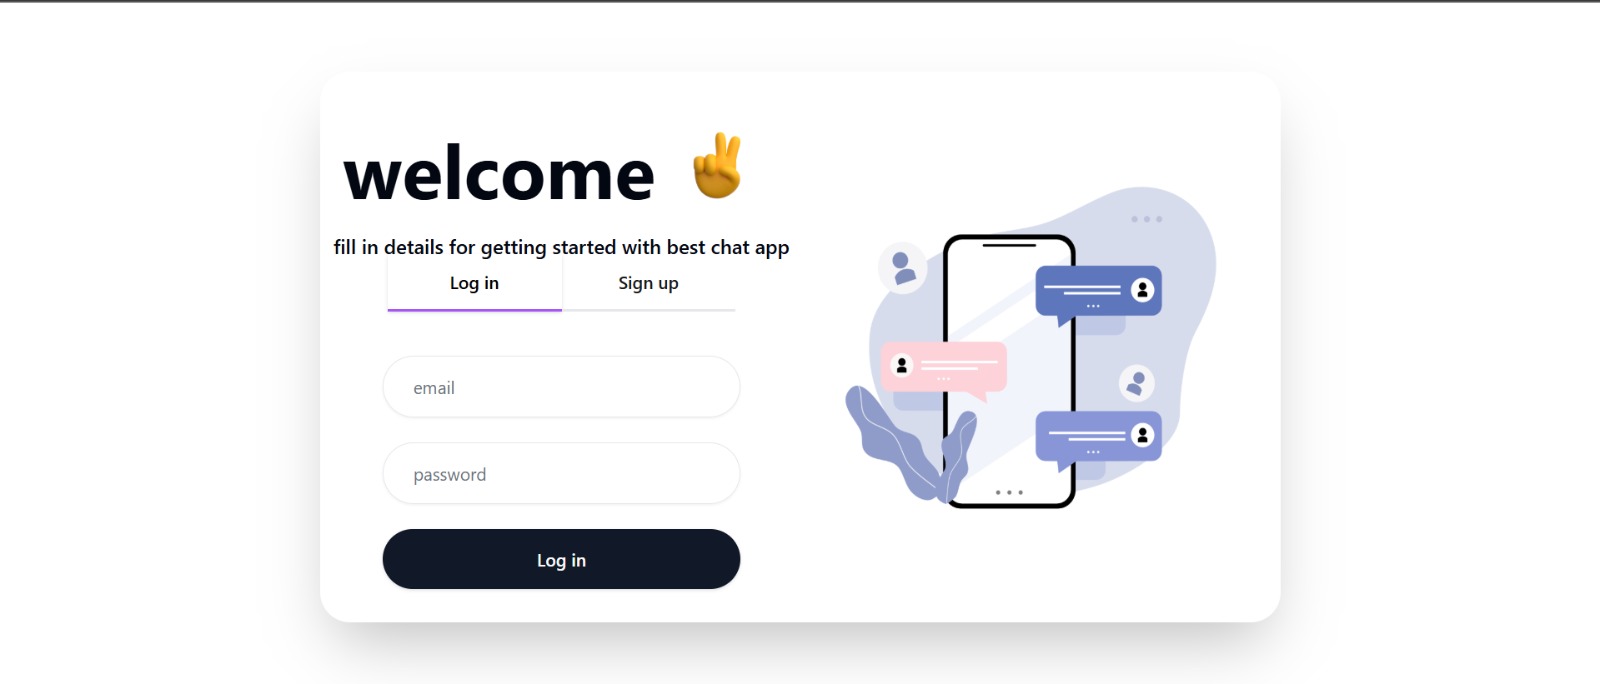 welcome ✌
fill in details for getting started with best chat app
Log in
Sign up
email
password
Log in